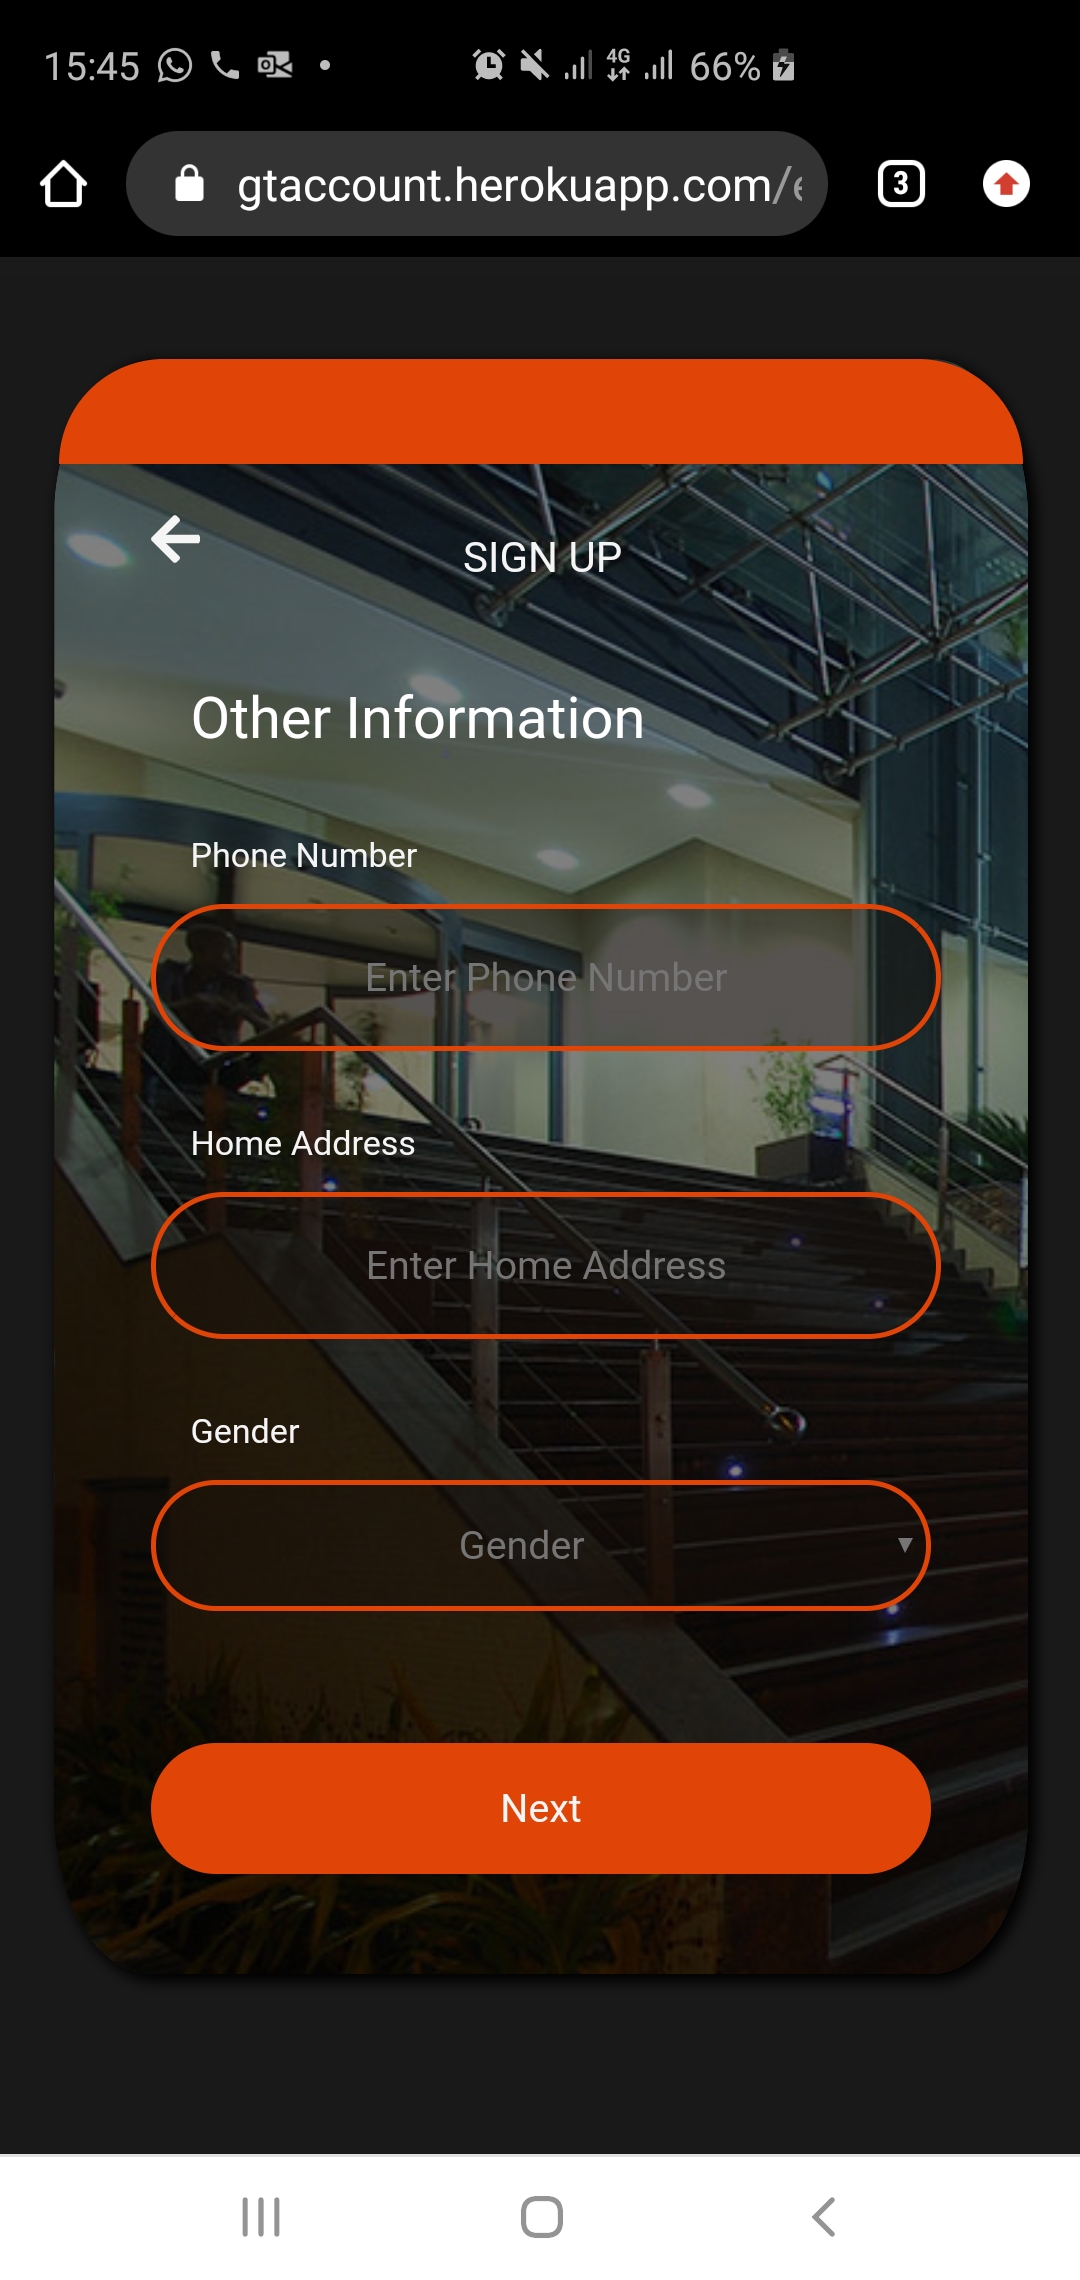 15:45 4G 66%
gtaccount.herokuapp.com/e 3
SIGN UP
Other Information
Phone Number
Enter Phone Number
Home Address
Enter Home Address
Gender
Gender
Next